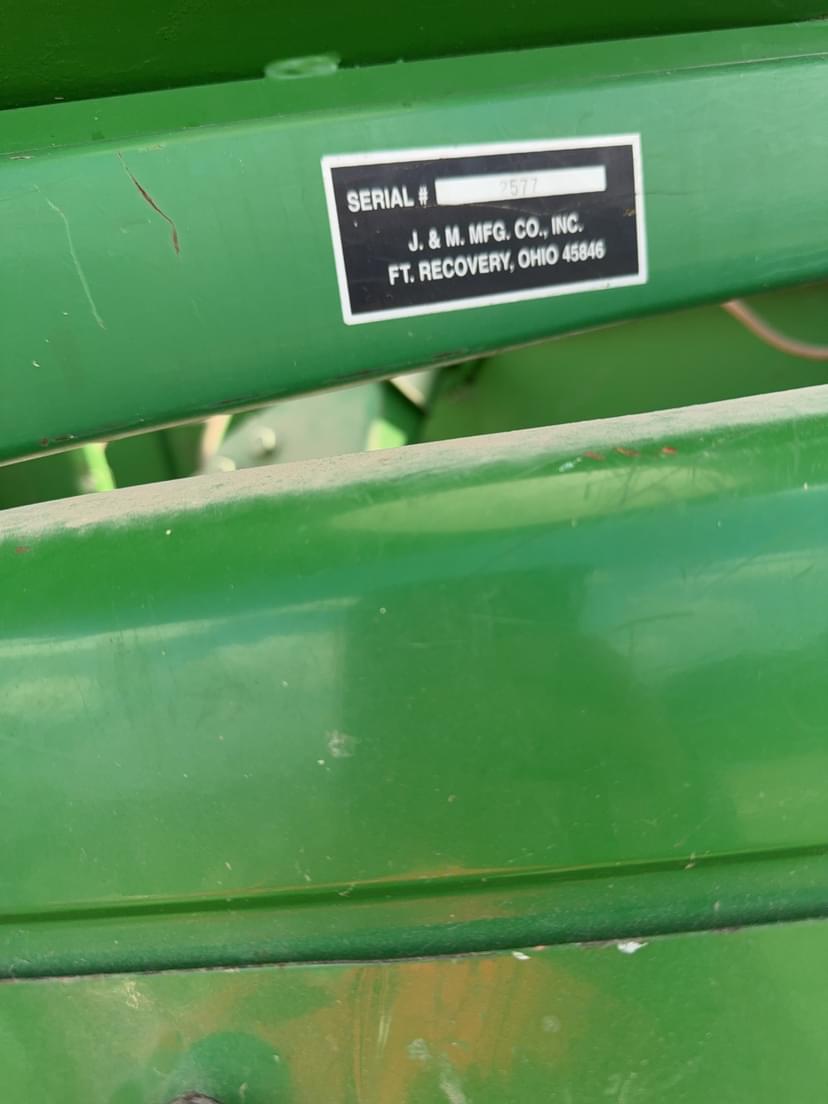 SERIAL # 2577
J. & M. MFG. CO., INC.
FT. RECOVERY, OHIO 45846